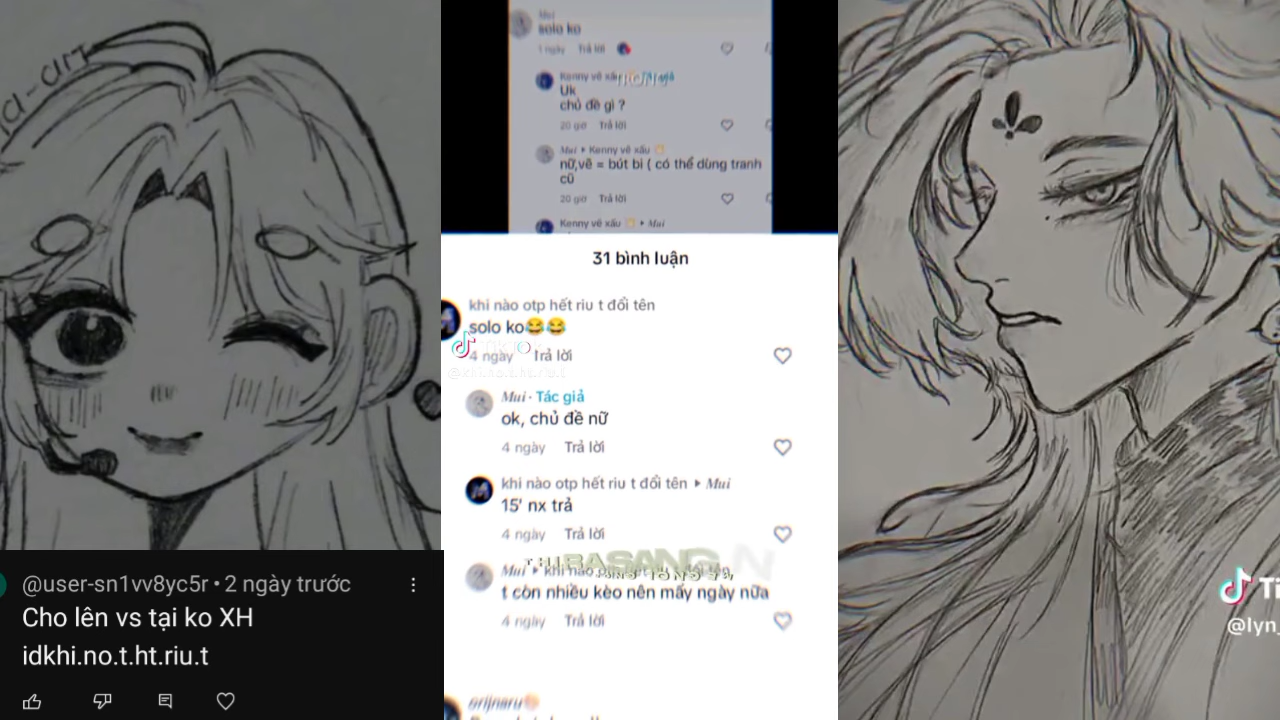 solo ko
1 ngày Trả lời
Kenny vẽ xấu
Uk
chủ đề gì ?
20 giờ Trả lời
Mui ▸ Kenny vẽ xấu
nữ,vẽ = bút bi ( có thể dùng tranh
cũ
20 giờ Trả lời
Kenny vẽ xấu ▸ Mui
31 bình luận
khi nào otp hết riu t đổi tên
solo ko😂😂
4 ngày Trả lời
Mui · Tác giả
ok, chủ đề nữ
4 ngày Trả lời
khi nào otp hết riu t đổi tên ▸ Mui
15' nx trả
4 ngày Trả lời
t còn nhiều kèo nên mấy ngày nữa
4 ngày Trả lời
orijnaru
@user-sn1vv8yc5r • 2 ngày trước
Cho lên vs tại ko XH
idkhi.no.t.ht.riu.t
@lyn_